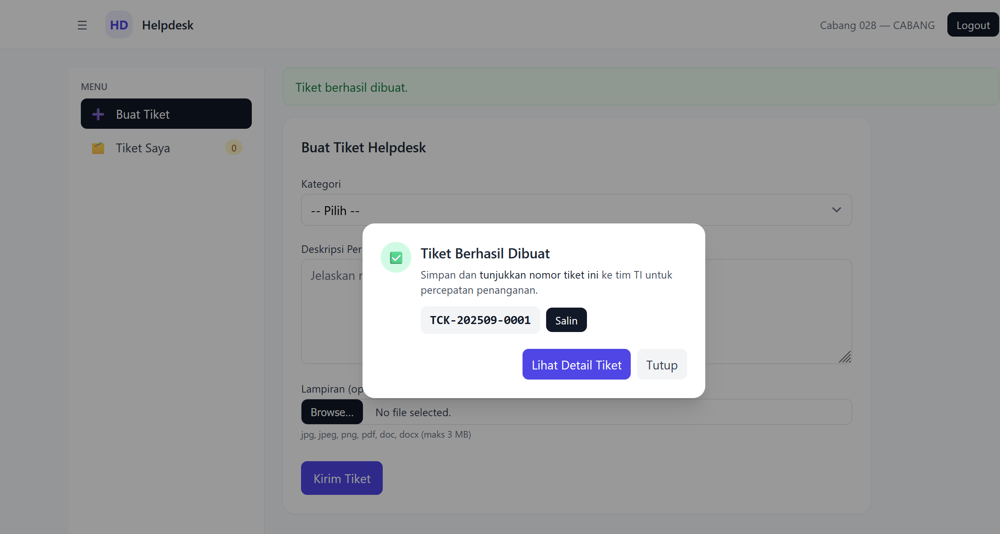 ☰ HD Helpdesk
Cabang 028 — CABANG Logout
MENU
Buat Tiket
Tiket Saya 0
Tiket berhasil dibuat.
Buat Tiket Helpdesk
Kategori
-- Pilih --
Deskripsi Per
Jelaskan
Tiket Berhasil Dibuat
Simpan dan tunjukkan nomor tiket ini ke tim TI untuk
percepatan penanganan.
TCK-202509-0001 Salin
Lihat Detail Tiket Tutup
Lampiran (op
Browse... No file selected.
jpg, jpeg, png, pdf, doc, docx (maks 3 MB)
Kirim Tiket